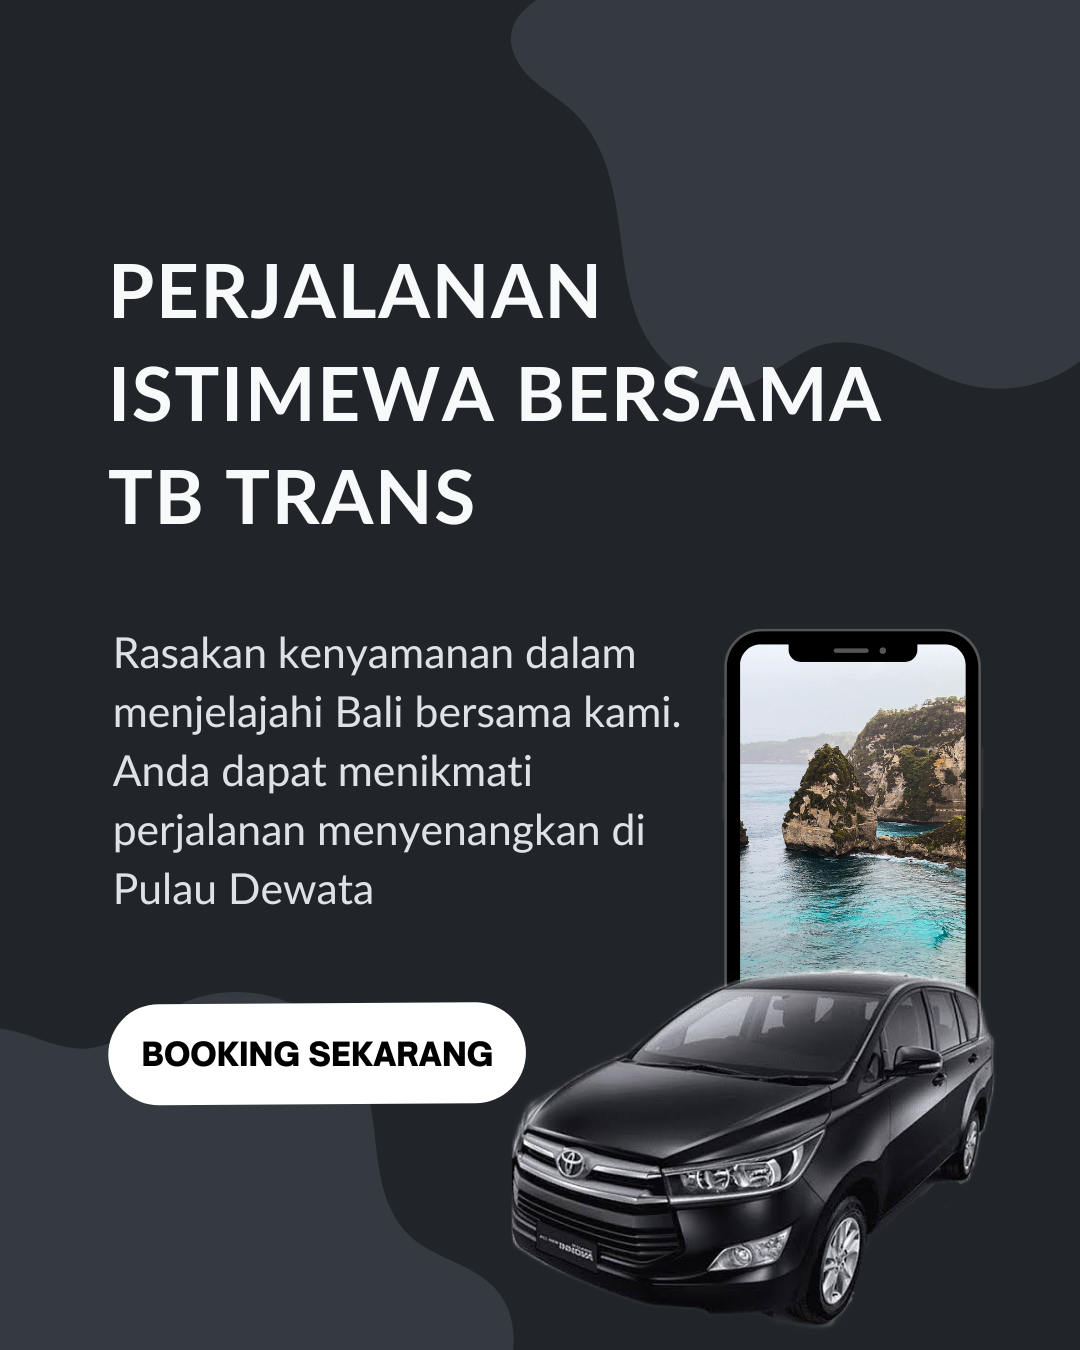 PERJALANAN
ISTIMEWA BERSAMA
TB TRANS
Rasakan kenyamanan dalam
menjelajahi Bali bersama kami.
Anda dapat menikmati
perjalanan menyenangkan di
Pulau Dewata
BOOKING SEKARANG